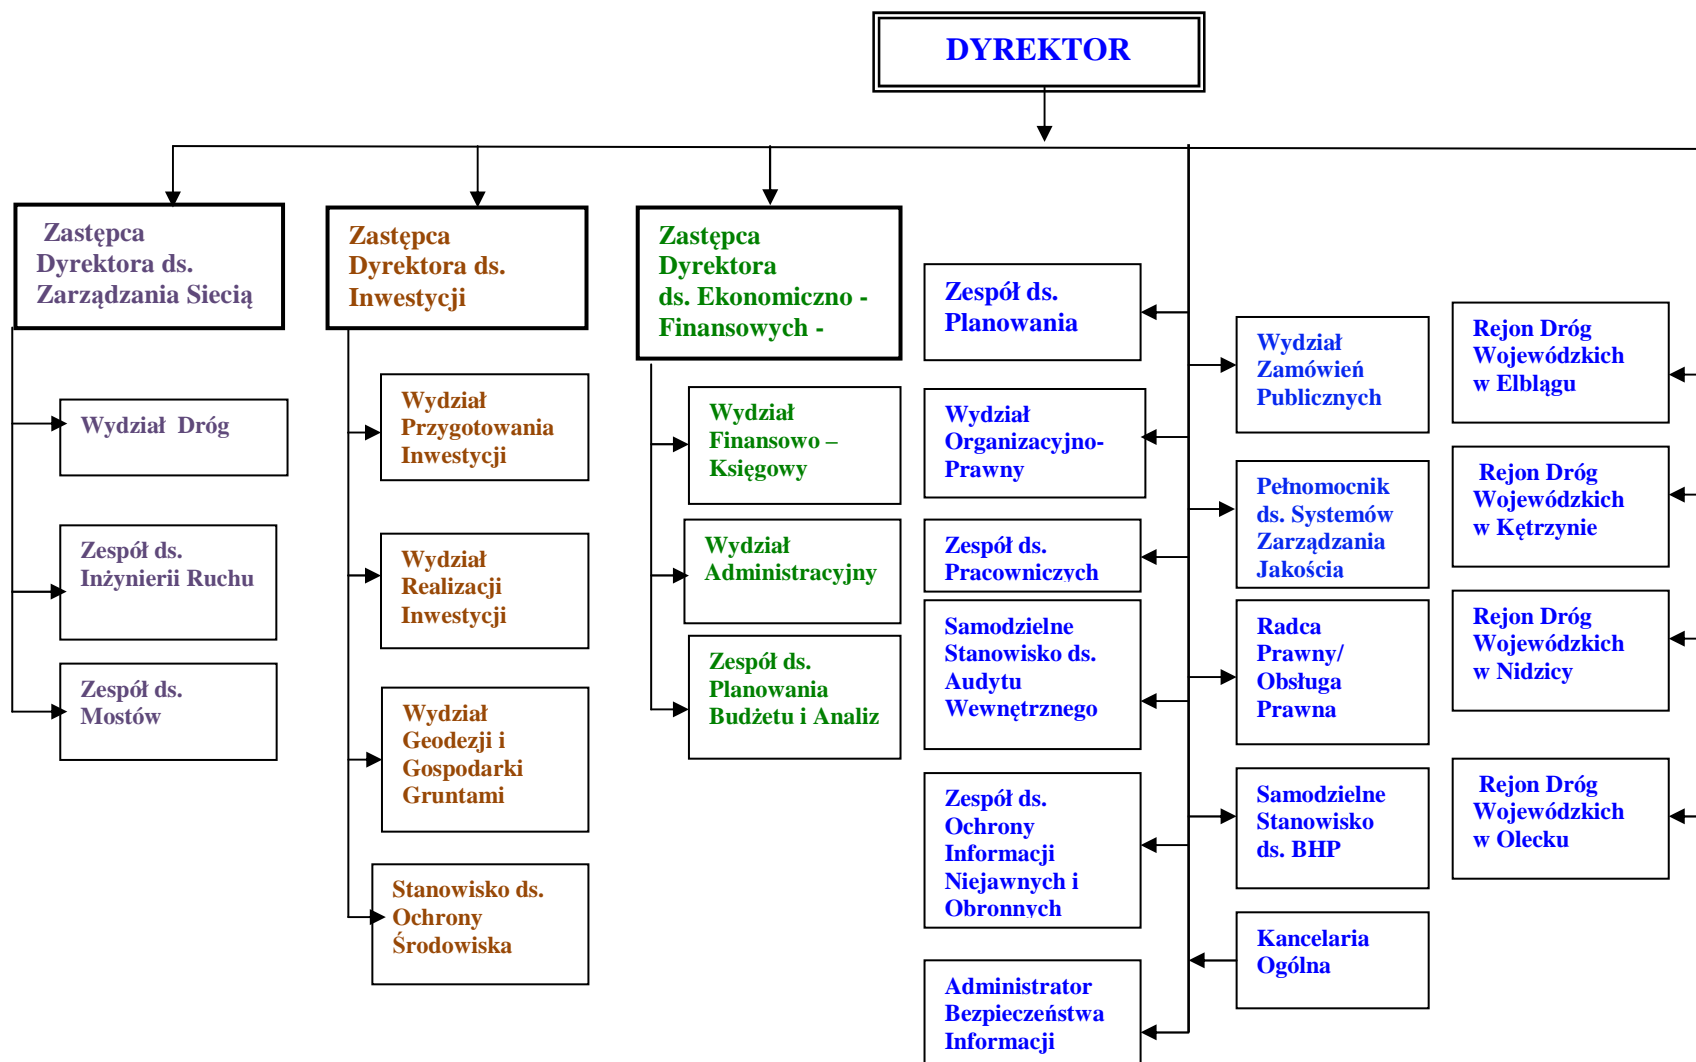 DYREKTOR
Zastępca
Dyrektora ds.
Zarządzania Siecią
Wydział Dróg
Zespół ds.
Inżynierii Ruchu
Zespół ds.
Mostów
Zastępca
Dyrektora ds.
Inwestycji
Wydział
Przygotowania
Inwestycji
Wydział
Realizacji
Inwestycji
Wydział
Geodezji i
Gospodarki
Gruntami
Stanowisko ds.
Ochrony
Środowiska
Zastępca
Dyrektora
ds. Ekonomiczno -
Finansowych -
Wydział
Finansowo –
Księgowy
Wydział
Administracyjny
Zespół ds.
Planowania
Budżetu i Analiz
Zespół ds.
Planowania
Wydział
Organizacyjno-
Prawny
Zespół ds.
Pracowniczych
Samodzielne
Stanowisko ds.
Audytu
Wewnętrznego
Zespół ds.
Ochrony
Informacji
Niejawnych i
Obronnych
Administrator
Bezpieczeństwa
Informacji
Wydział
Zamówień
Publicznych
Pełnomocnik
ds. Systemów
Zarządzania
Jakością
Radca
Prawny/
Obsługa
Prawna
Samodzielne
Stanowisko
ds. BHP
Kancelaria
Ogólna
Rejon Dróg
Wojewódzkich
w Elblągu
Rejon Dróg
Wojewódzkich
w Kętrzynie
Rejon Dróg
Wojewódzkich
w Nidzicy
Rejon Dróg
Wojewódzkich
w Olecku